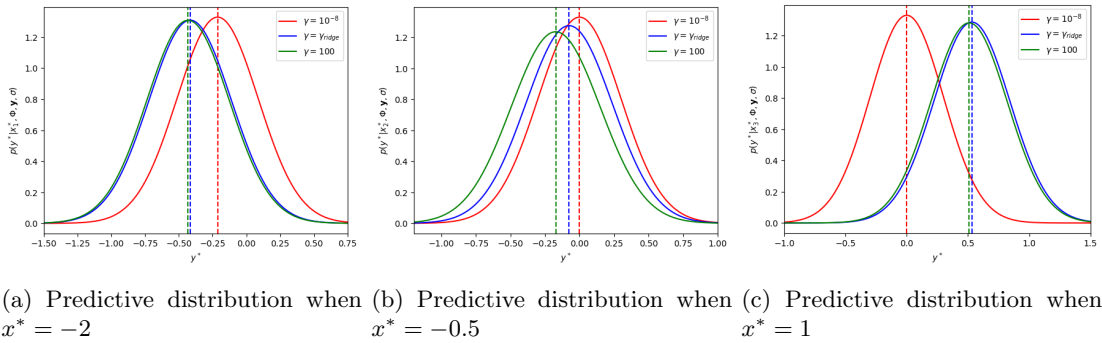 γ = 10⁻⁸
γ = γ_ridge
γ = 100
p(y*|x₁*, Φ, y, σ)
1.2
1.0
0.8
0.6
0.4
0.2
0.0
−1.50 −1.25 −1.00 −0.75 −0.50 −0.25 0.00 0.25 0.50 0.75
y*
γ = 10⁻⁸
γ = γ_ridge
γ = 100
p(y*|x₂*, Φ, y, σ)
1.2
1.0
0.8
0.6
0.4
0.2
0.0
−1.00 −0.75 −0.50 −0.25 0.00 0.25 0.50 0.75 1.00
y*
γ = 10⁻⁸
γ = γ_ridge
γ = 100
p(y*|x₃*, Φ, y, σ)
1.2
1.0
0.8
0.6
0.4
0.2
0.0
−1.0 −0.5 0.0 0.5 1.0 1.5
y*
(a) Predictive distribution when
x* = −2
(b) Predictive distribution when
x* = −0.5
(c) Predictive distribution when
x* = 1